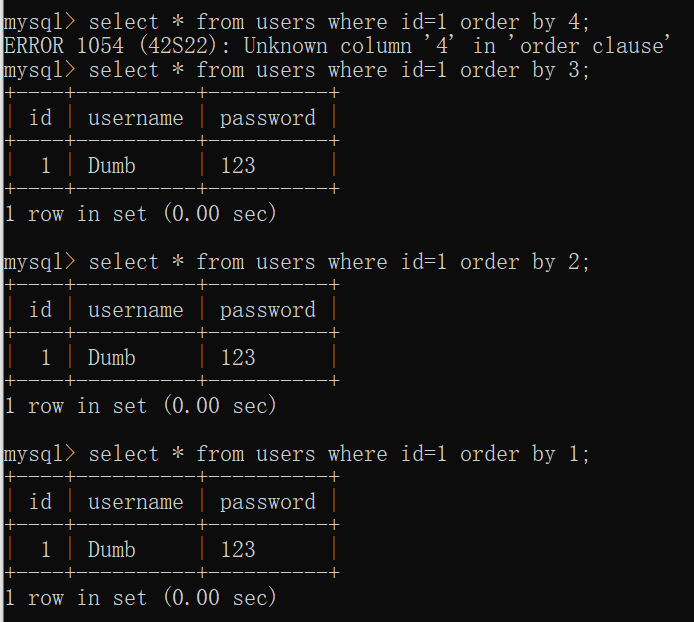 mysql> select * from users where id=1 order by 4;
ERROR 1054 (42S22): Unknown column '4' in 'order clause'
mysql> select * from users where id=1 order by 3;
+----+----------+----------+
| id | username | password |
+----+----------+----------+
|  1 | Dumb     | 123      |
+----+----------+----------+
1 row in set (0.00 sec)
mysql> select * from users where id=1 order by 2;
+----+----------+----------+
| id | username | password |
+----+----------+----------+
|  1 | Dumb     | 123      |
+----+----------+----------+
1 row in set (0.00 sec)
mysql> select * from users where id=1 order by 1;
+----+----------+----------+
| id | username | password |
+----+----------+----------+
|  1 | Dumb     | 123      |
+----+----------+----------+
1 row in set (0.00 sec)